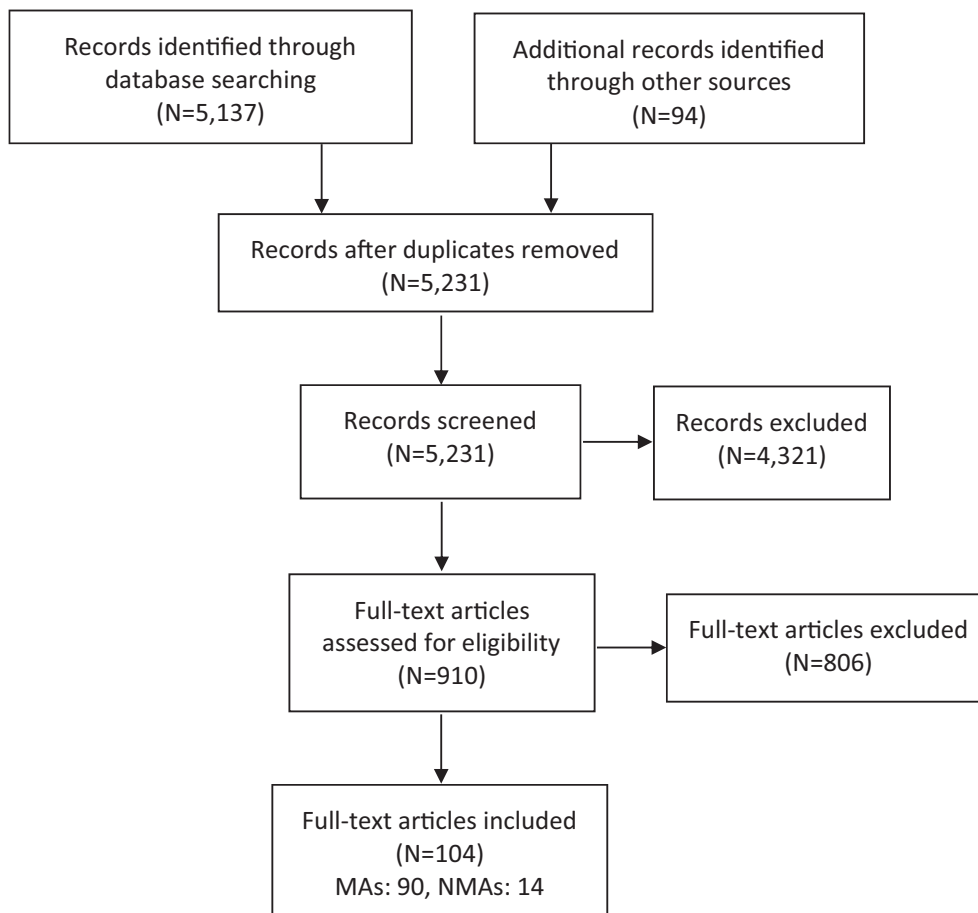 Records identified through
database searching
(N=5,137)
Additional records identified
through other sources
(N=94)
Records after duplicates removed
(N=5,231)
Records screened
(N=5,231)
Records excluded
(N=4,321)
Full-text articles
assessed for eligibility
(N=910)
Full-text articles excluded
(N=806)
Full-text articles included
(N=104)
MAs: 90, NMAs: 14